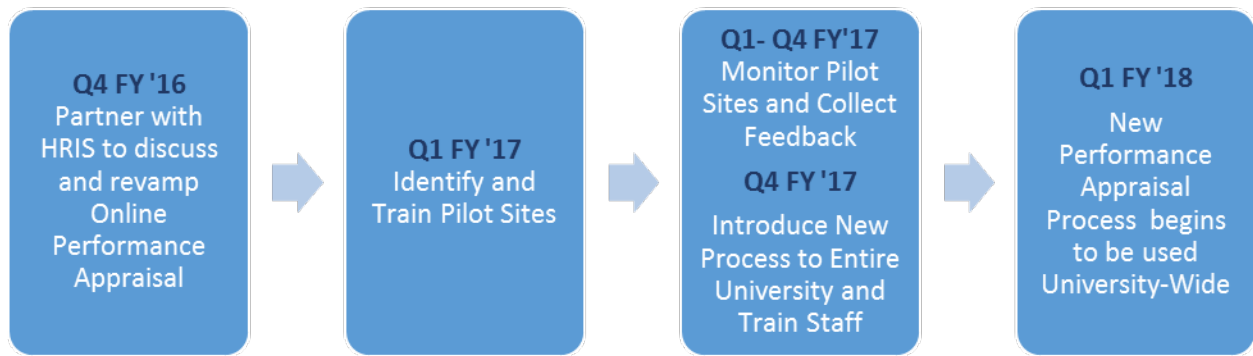 Q4 FY '16
Partner with
HRIS to discuss
and revamp
Online
Performance
Appraisal
Q1 FY '17
Identify and
Train Pilot Sites
Q1- Q4 FY'17
Monitor Pilot
Sites and Collect
Feedback
Q4 FY '17
Introduce New
Process to Entire
University and
Train Staff
Q1 FY '18
New
Performance
Appraisal
Process begins
to be used
University-Wide